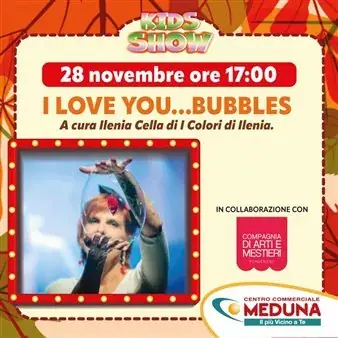 KIDS
SHOW
28 novembre ore 17:00
I LOVE YOU...BUBBLES
A cura Ilenia Cella di I Colori di Ilenia.
IN COLLABORAZIONE CON
COMPAGNIA
DI ARTI E
MESTIERI
CENTRO COMMERCIALE
MEDUNA
Il più Vicino a Te